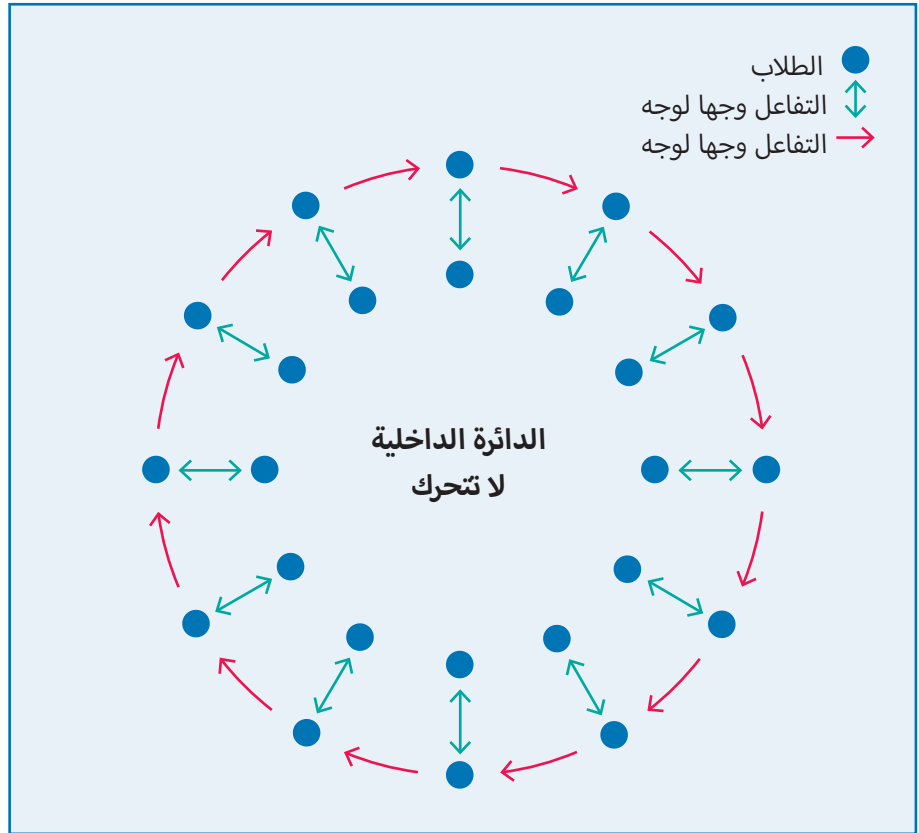 الطلاب
التفاعل وجها لوجه
التفاعل وجها لوجه
الدائرة الداخلية
لا تتحرك